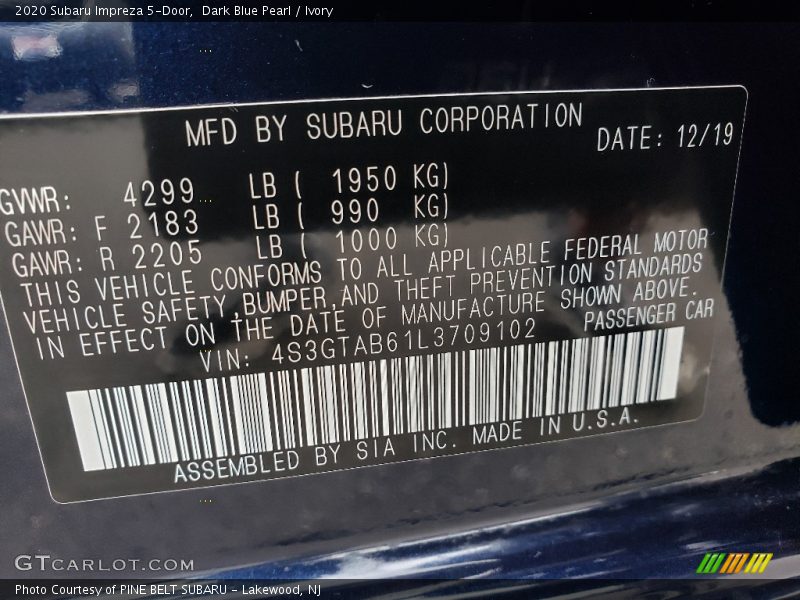 2020 Subaru Impreza 5-Door,  Dark Blue Pearl / Ivory
MFD BY SUBARU CORPORATION
DATE: 12/19
GVWR: 4299 LB ( 1950 KG)
GAWR: F 2183 LB ( 990 KG)
GAWR: R 2205 LB ( 1000 KG)
THIS VEHICLE CONFORMS TO ALL APPLICABLE FEDERAL MOTOR
VEHICLE SAFETY,BUMPER,AND THEFT PREVENTION STANDARDS
IN EFFECT ON THE DATE OF MANUFACTURE SHOWN ABOVE.
VIN: 4S3GTAB61L3709102 PASSENGER CAR
ASSEMBLED BY SIA INC. MADE IN U.S.A.
GTCARLOT.COM
Photo Courtesy of PINE BELT SUBARU - Lakewood, NJ